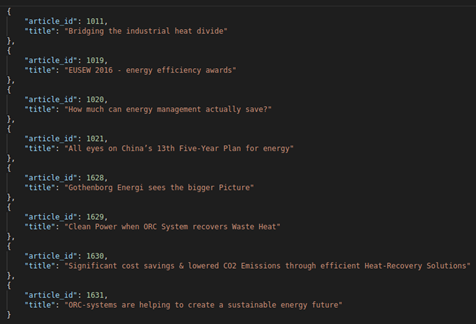 {
"article_id": 1011,
"title": "Bridging the industrial heat divide"
},
{
"article_id": 1019,
"title": "EUSEW 2016 - energy efficiency awards"
},
{
"article_id": 1020,
"title": "How much can energy management actually save?"
},
{
"article_id": 1021,
"title": "All eyes on China’s 13th Five-Year Plan for energy"
},
{
"article_id": 1628,
"title": "Gothenborg Energi sees the bigger Picture"
},
{
"article_id": 1629,
"title": "Clean Power when ORC System recovers Waste Heat"
},
{
"article_id": 1630,
"title": "Significant cost savings & lowered CO2 Emissions through efficient Heat-Recovery Solutions"
},
{
"article_id": 1631,
"title": "ORC-systems are helping to create a sustainable energy future"
}